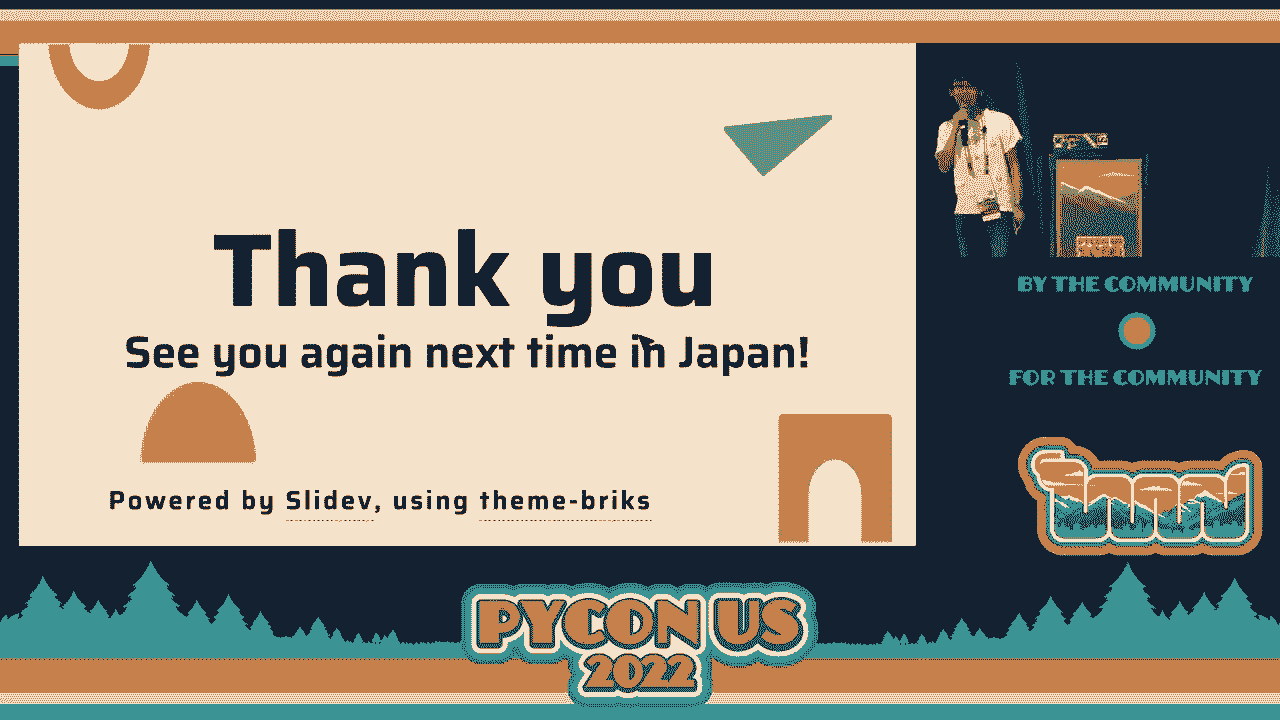 Thank you
See you again next time in Japan!
Powered by Slidev, using theme-briks
BY THE COMMUNITY
FOR THE COMMUNITY
PYCON US
2022